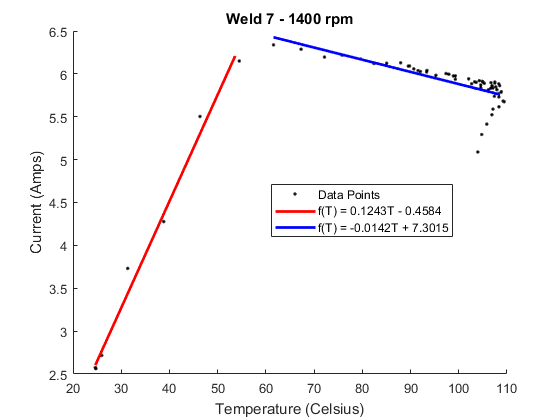 Weld 7 - 1400 rpm
6.5
6
5.5
5
4.5
4
3.5
3
2.5
Current (Amps)
Data Points
f(T) = 0.1243T - 0.4584
f(T) = -0.0142T + 7.3015
20 30 40 50 60 70 80 90 100 110
Temperature (Celsius)